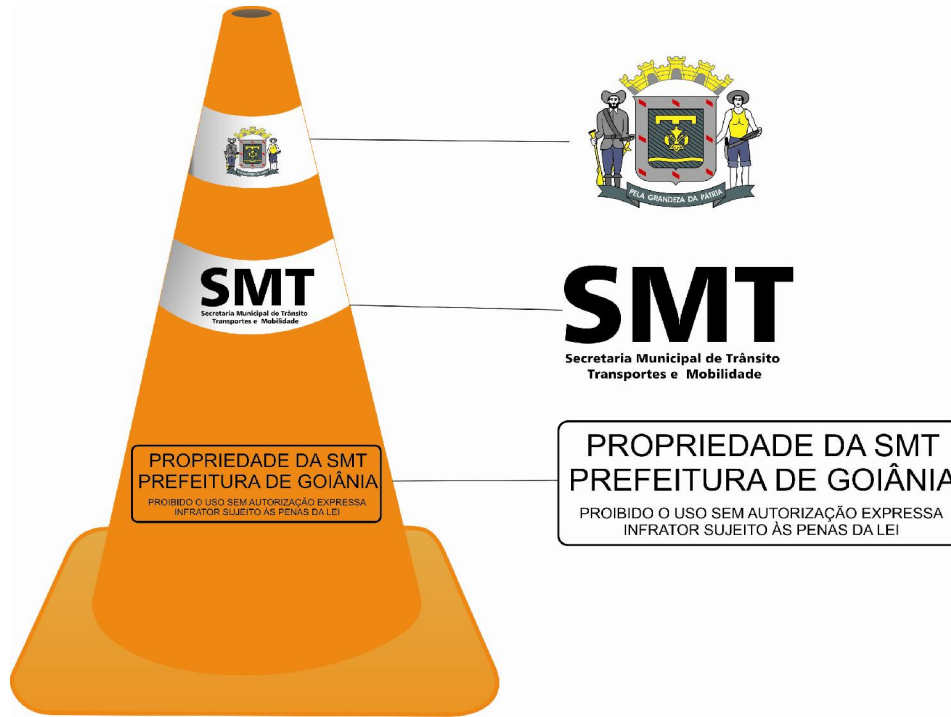 PELA GRANDEZA DA PÁTRIA
SMT
Secretaria Municipal de Trânsito
Transportes e Mobilidade
PROPRIEDADE DA SMT
PREFEITURA DE GOIÂNIA
PROIBIDO O USO SEM AUTORIZAÇÃO EXPRESSA
INFRATOR SUJEITO ÀS PENAS DA LEI
SMT
Secretaria Municipal de Trânsito
Transportes e Mobilidade
PROPRIEDADE DA SMT
PREFEITURA DE GOIÂNIA
PROIBIDO O USO SEM AUTORIZAÇÃO EXPRESSA
INFRATOR SUJEITO ÀS PENAS DA LEI